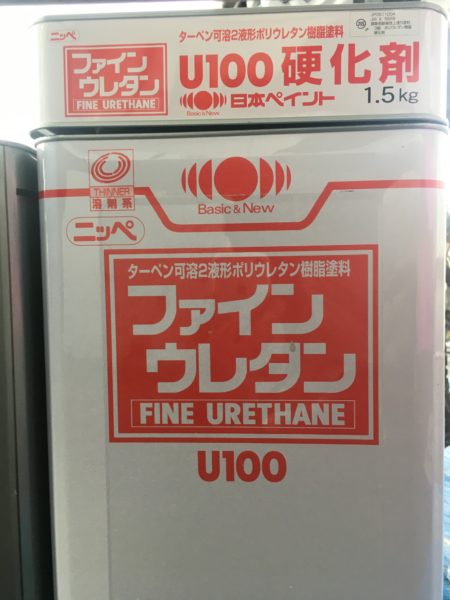 ニッペ
ターペン可溶2液形ポリウレタン樹脂塗料
ファイン
ウレタン
FINE URETHANE
U100 硬化剤
日本ペイント
Basic & New
1.5kg
THINNER
溶剤系
ニッペ
Basic & New
ターペン可溶2液形ポリウレタン樹脂塗料
ファイン
ウレタン
FINE URETHANE
U100